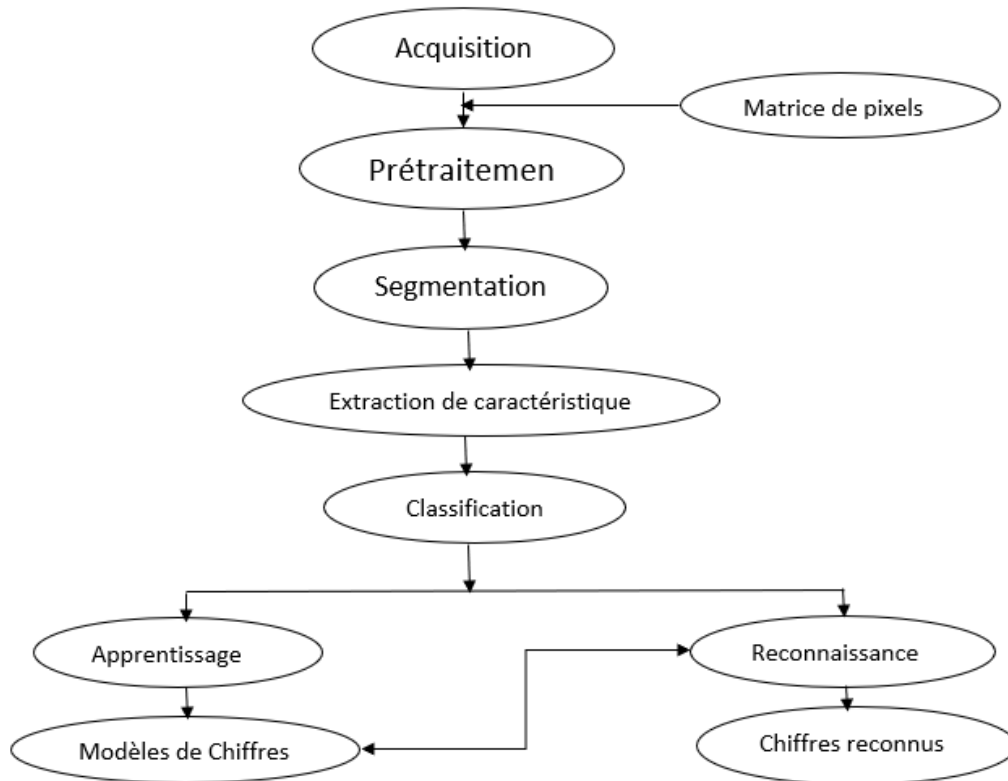 Acquisition
Matrice de pixels
Prétraitemen
Segmentation
Extraction de caractéristique
Classification
Apprentissage
Reconnaissance
Modèles de Chiffres
Chiffres reconnus